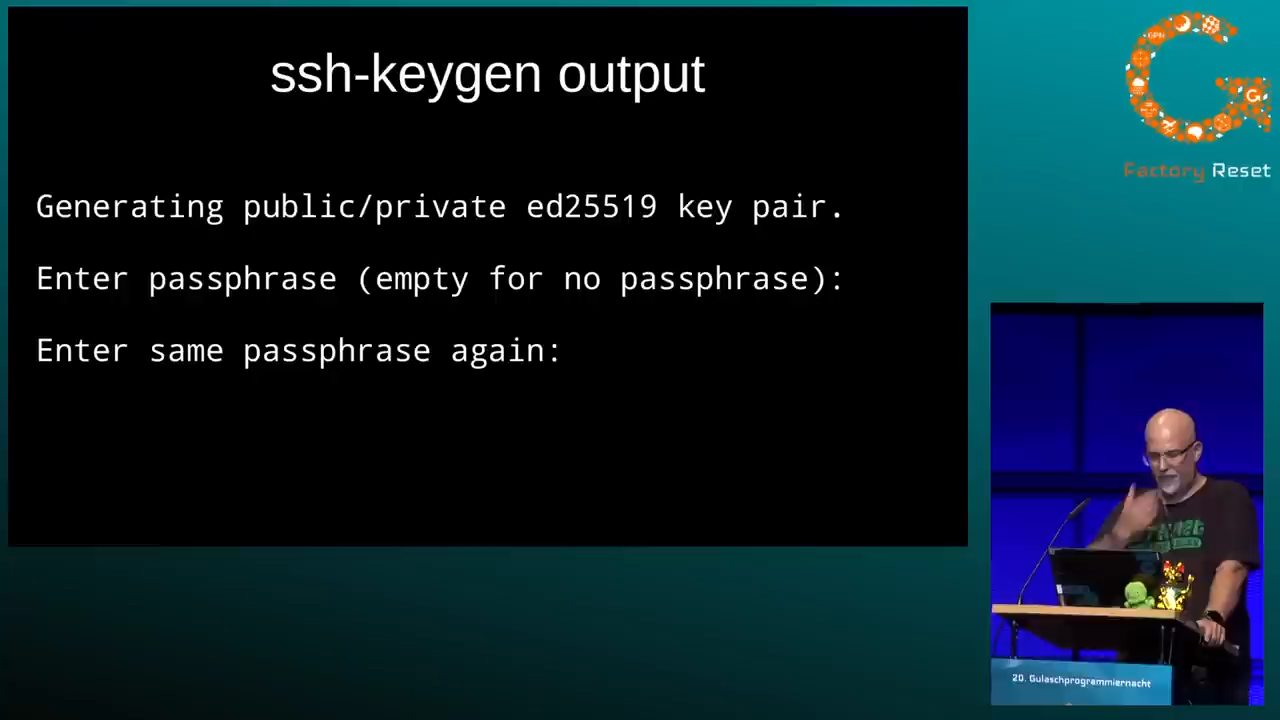 ssh-keygen output
Generating public/private ed25519 key pair.
Enter passphrase (empty for no passphrase):
Enter same passphrase again:
Factory Reset
20. Gulaschprogrammiernacht